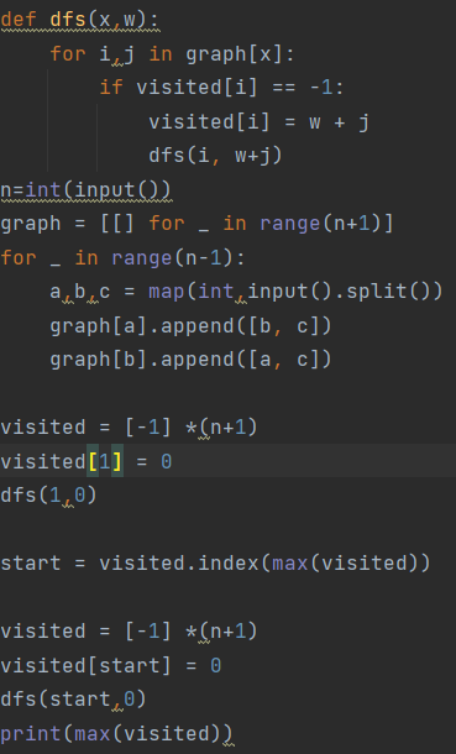 def dfs(x,w):
    for i,j in graph[x]:
        if visited[i] == -1:
            visited[i] = w + j
            dfs(i, w+j)
n=int(input())
graph = [[] for _ in range(n+1)]
for _ in range(n-1):
    a,b,c = map(int,input().split())
    graph[a].append([b, c])
    graph[b].append([a, c])

visited = [-1] *(n+1)
visited[1] = 0
dfs(1,0)

start = visited.index(max(visited))

visited = [-1] *(n+1)
visited[start] = 0
dfs(start,0)
print(max(visited))